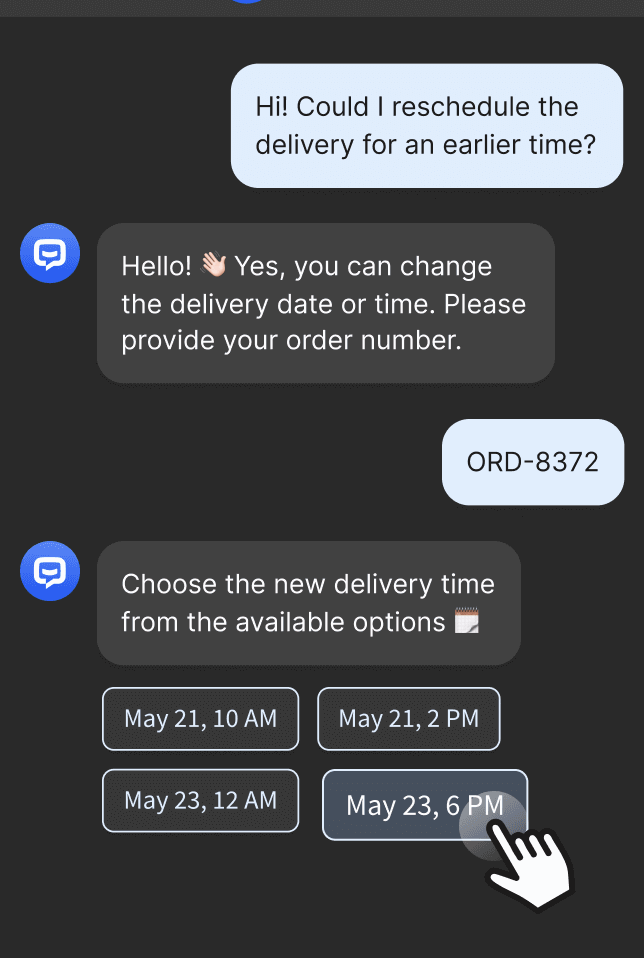 Hi! Could I reschedule the
delivery for an earlier time?
Hello! 👋🏻 Yes, you can change
the delivery date or time. Please
provide your order number.
ORD-8372
Choose the new delivery time
from the available options 🗓️
May 21, 10 AM
May 21, 2 PM
May 23, 12 AM
May 23, 6 PM